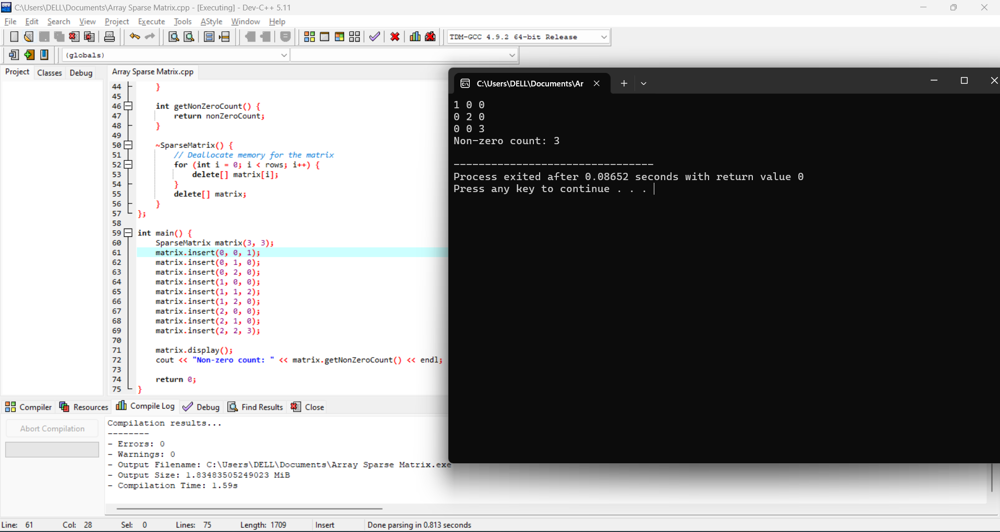 C:\Users\DELL\Documents\Array Sparse Matrix.cpp - [Executing] - Dev-C++ 5.11
File Edit Search View Project Execute Tools AStyle Window Help
TDM-GCC 4.9.2 64-bit Release
(globals)
Project Classes Debug
Array Sparse Matrix.cpp
44 }
45
46 int getNonZeroCount() {
47 return nonZeroCount;
48 }
49
50 ~SparseMatrix() {
51 // Deallocate memory for the matrix
52 for (int i = 0; i < rows; i++) {
53 delete[] matrix[i];
54 }
55 delete[] matrix;
56 }
57 };
58
59 int main() {
60 SparseMatrix matrix(3, 3);
61 matrix.insert(0, 0, 1);
62 matrix.insert(0, 1, 0);
63 matrix.insert(0, 2, 0);
64 matrix.insert(1, 0, 0);
65 matrix.insert(1, 1, 2);
66 matrix.insert(1, 2, 0);
67 matrix.insert(2, 0, 0);
68 matrix.insert(2, 1, 0);
69 matrix.insert(2, 2, 3);
70
71 matrix.display();
72 cout << "Non-zero count: " << matrix.getNonZeroCount() << endl;
73
74 return 0;
75 }
C:\Users\DELL\Documents\Ar
1 0 0
0 2 0
0 0 3
Non-zero count: 3
--------------------------------
Process exited after 0.08652 seconds with return value 0
Press any key to continue . . .
Compiler Resources Compile Log Debug Find Results Close
Abort Compilation
Compilation results...
--------
- Errors: 0
- Warnings: 0
- Output Filename: C:\Users\DELL\Documents\Array Sparse Matrix.exe
- Output Size: 1.83483505249023 MiB
- Compilation Time: 1.59s
Line: 61 Col: 28 Sel: 0 Lines: 75 Length: 1709 Insert Done parsing in 0.813 seconds